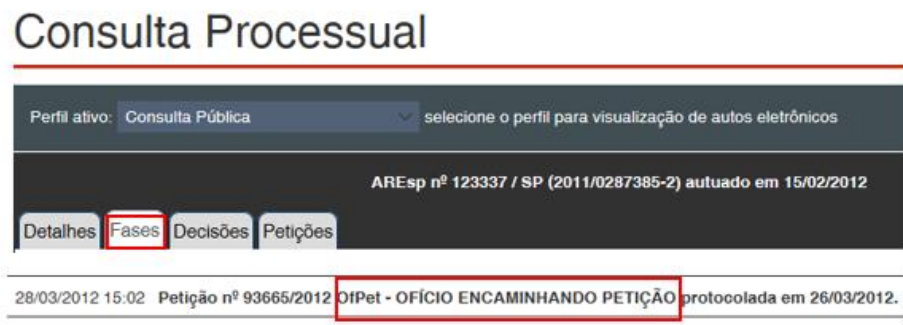 Consulta Processual
Perfil ativo: Consulta Pública selecione o perfil para visualização de autos eletrônicos
AREsp nº 123337 / SP (2011/0287385-2) autuado em 15/02/2012
Detalhes Fases Decisões Petições
28/03/2012 15:02 Petição nº 93665/2012 OfPet - OFÍCIO ENCAMINHANDO PETIÇÃO protocolada em 26/03/2012.